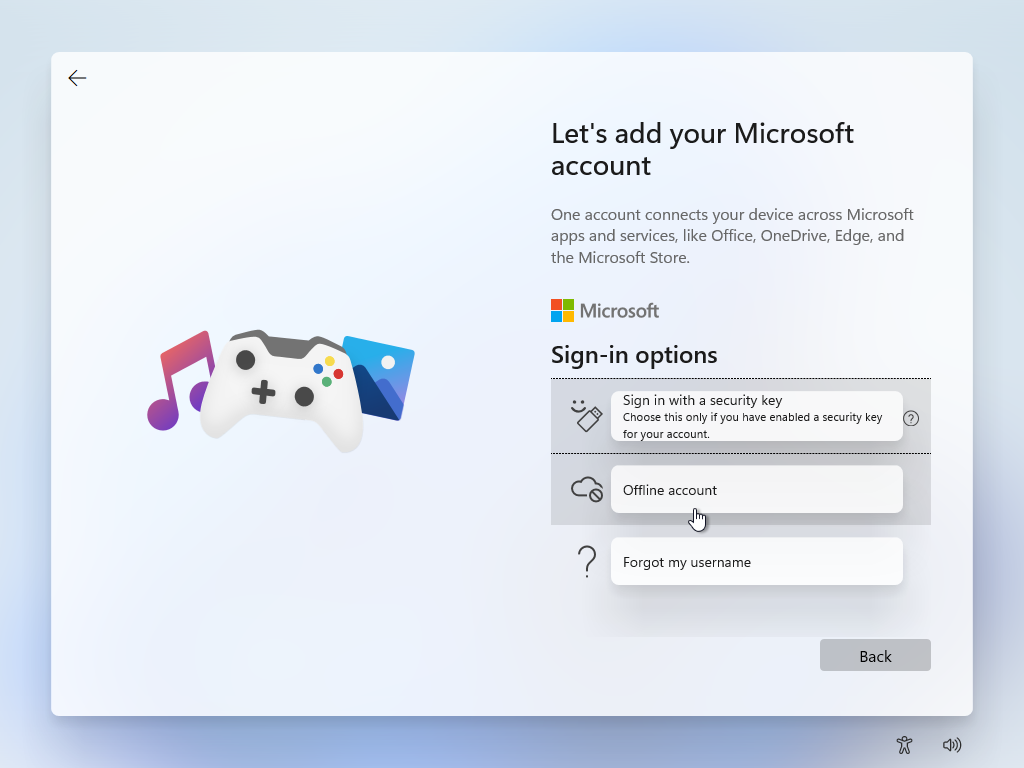 Let's add your Microsoft
account
One account connects your device across Microsoft
apps and services, like Office, OneDrive, Edge, and
the Microsoft Store.
Microsoft
Sign-in options
Sign in with a security key
Choose this only if you have enabled a security key
for your account.
Offline account
Forgot my username
Back